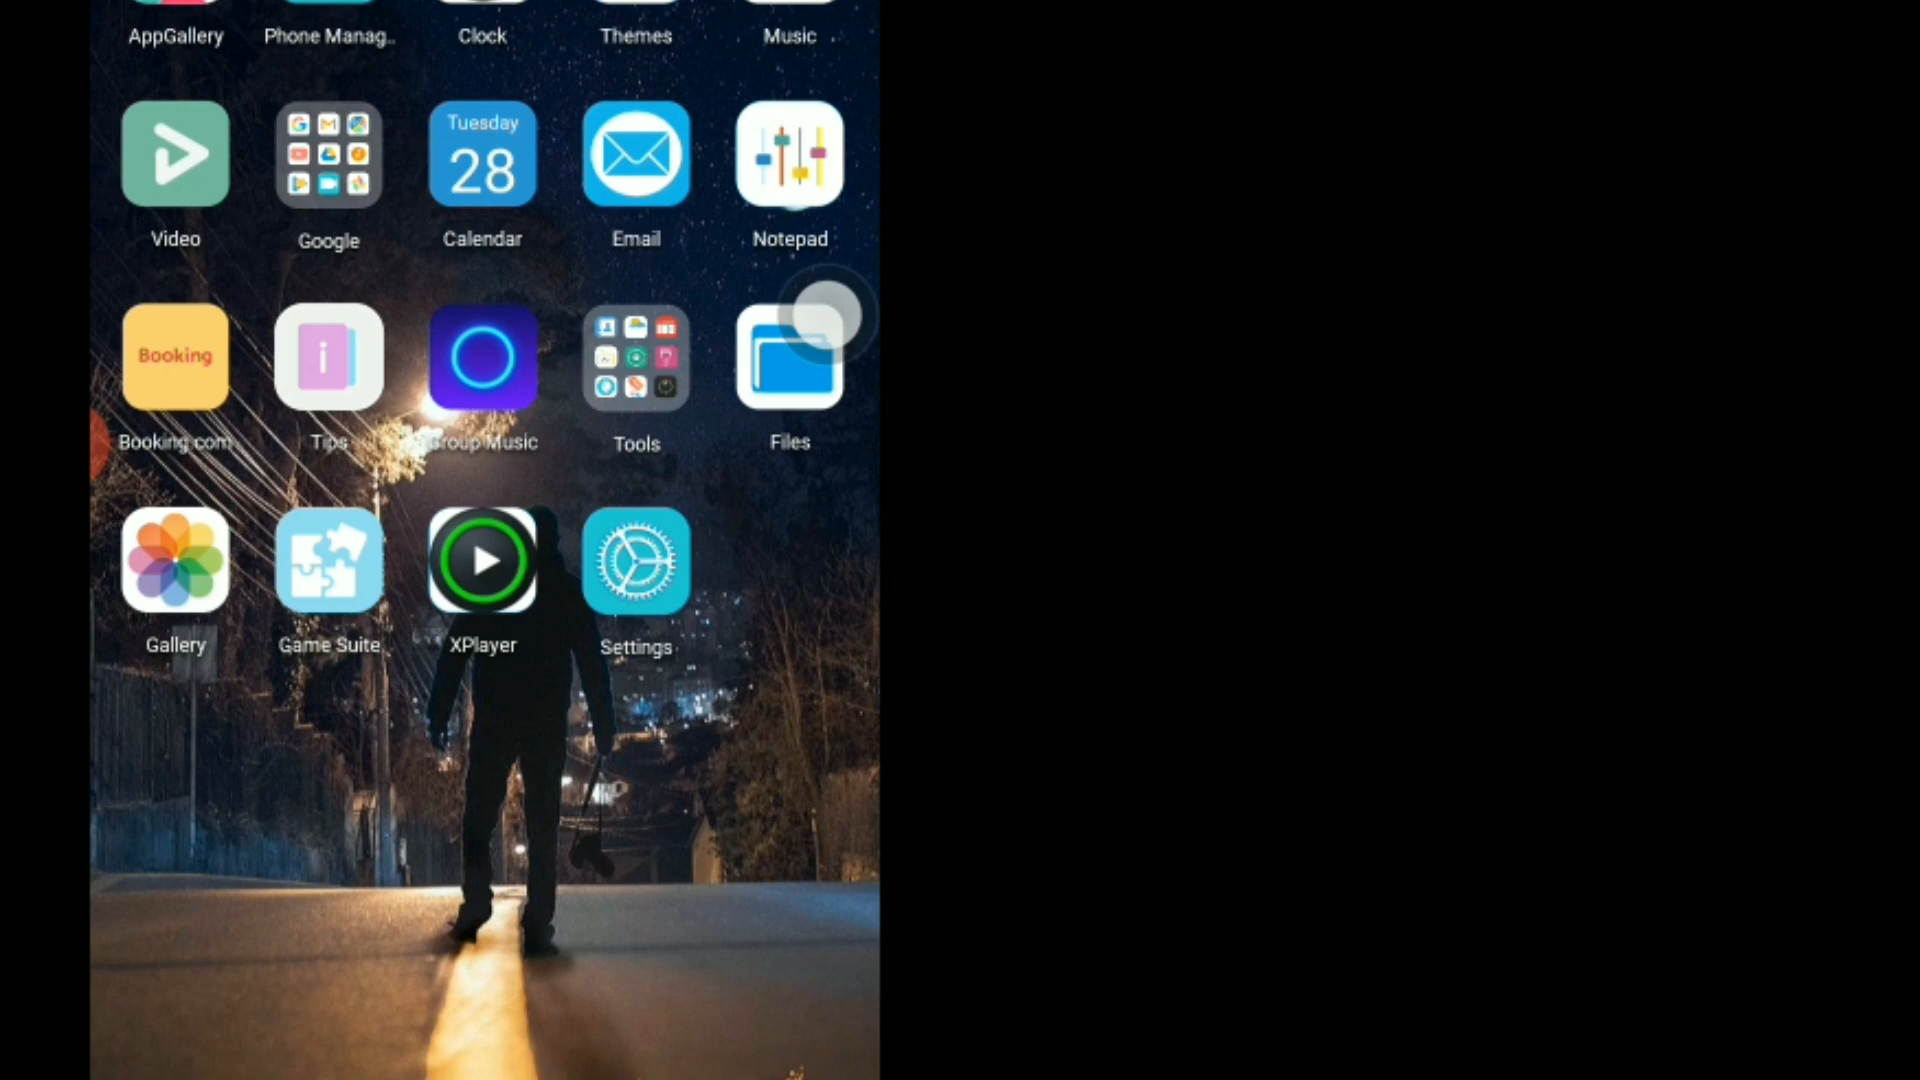 AppGallery Phone Manag.. Clock Themes Music
Tuesday
28
Video Google Calendar Email Notepad
Booking
Booking.com Tips Group Music Tools Files
Gallery Game Suite XPlayer Settings